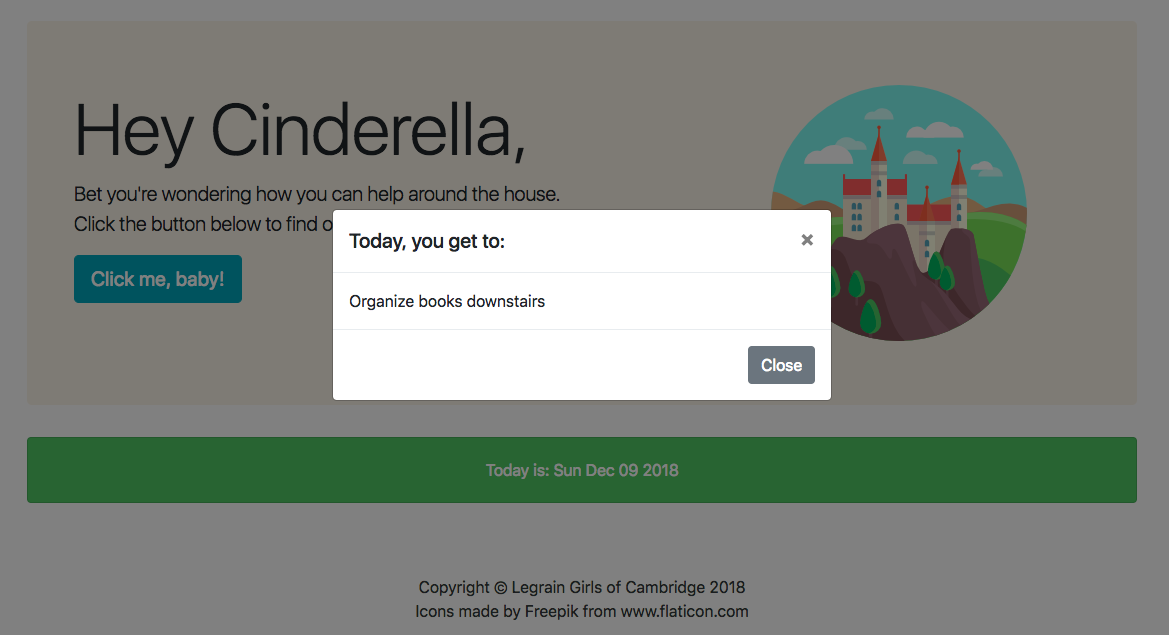 Hey Cinderella,
Bet you're wondering how you can help around the house.
Click the button below to find
Click me, baby!
Today, you get to:
×
Organize books downstairs
Close
Today is: Sun Dec 09 2018
Copyright © Legrain Girls of Cambridge 2018
Icons made by Freepik from www.flaticon.com